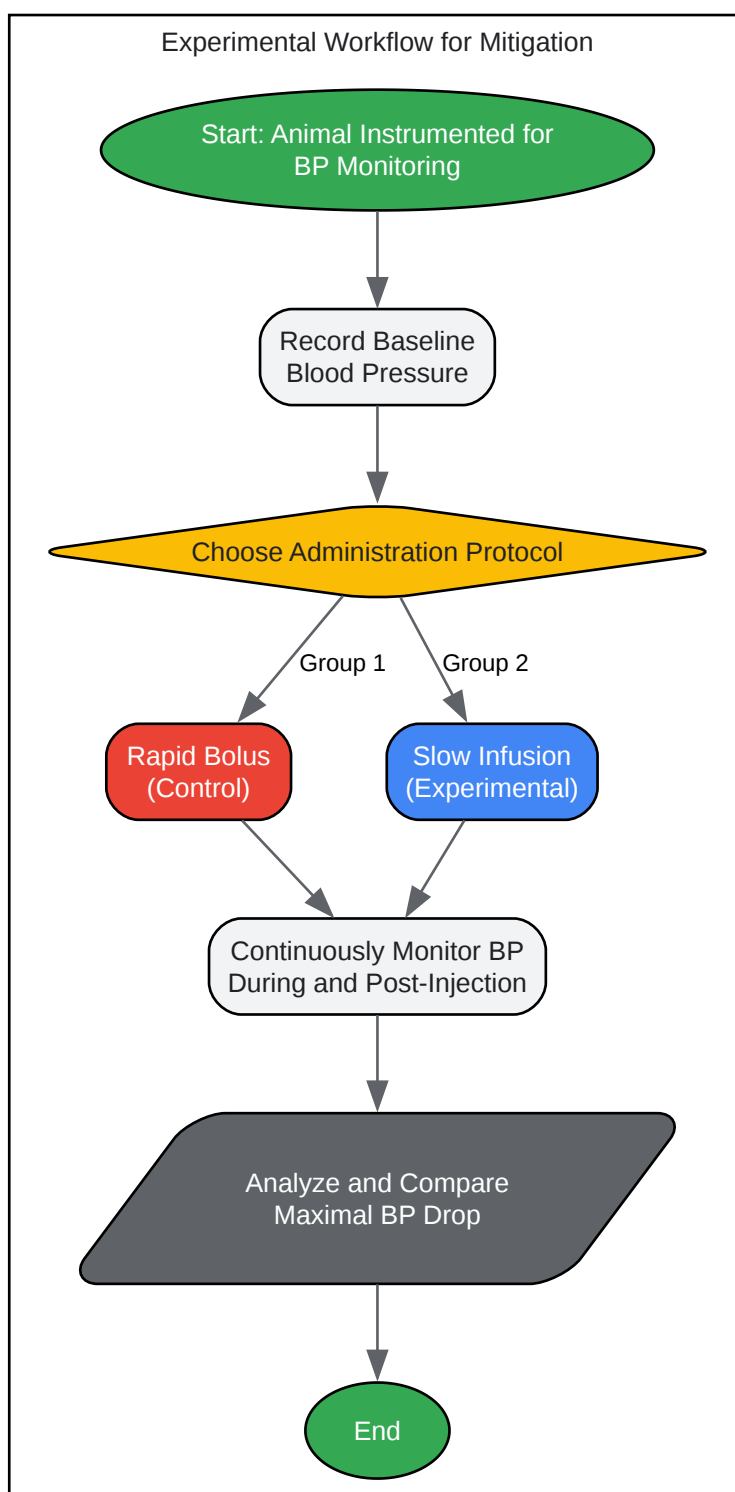 Experimental Workflow for Mitigation
Start: Animal Instrumented for
BP Monitoring
Record Baseline
Blood Pressure
Choose Administration Protocol
Group 1
Group 2
Rapid Bolus
(Control)
Slow Infusion
(Experimental)
Continuously Monitor BP
During and Post-Injection
Analyze and Compare
Maximal BP Drop
End